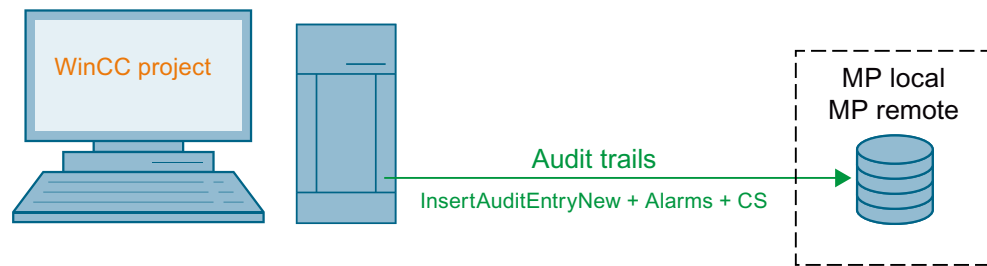 WinCC project
MP local
MP remote
Audit trails
InsertAuditEntryNew + Alarms + CS